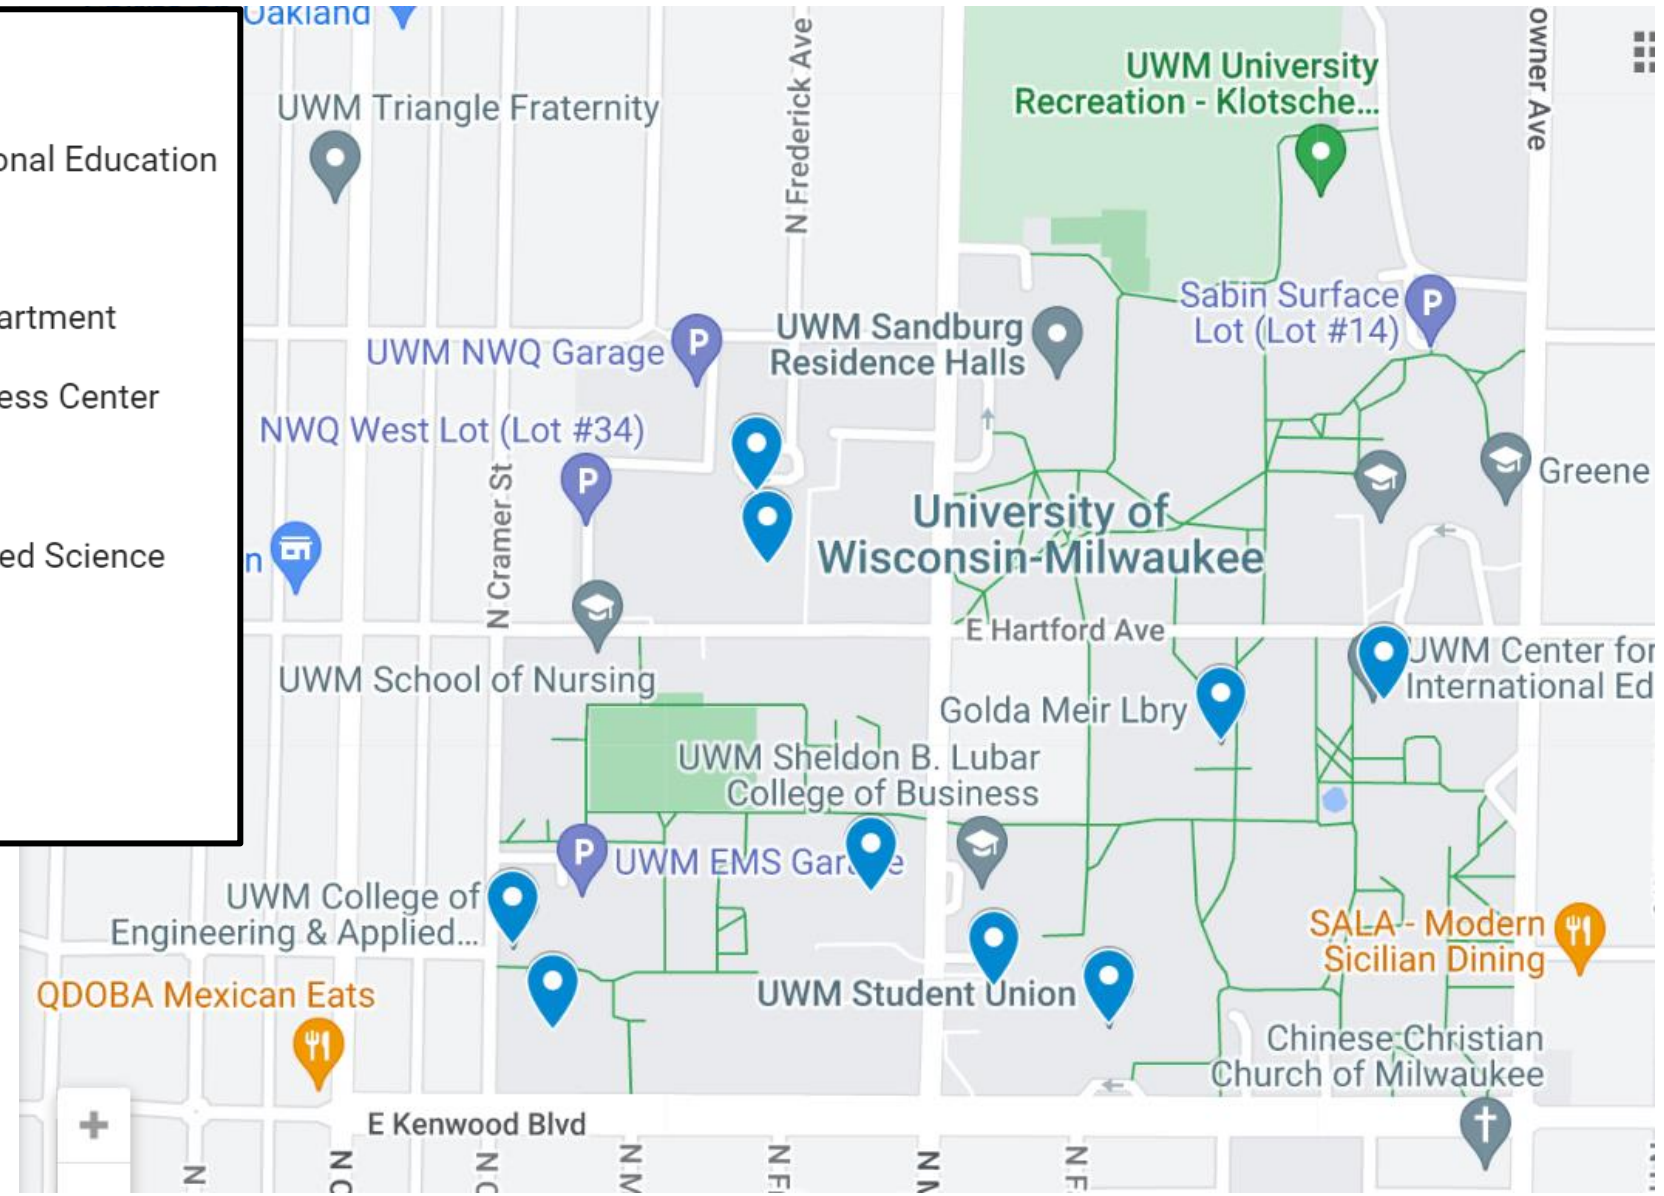 Oakland
UWM Triangle Fraternity
N Frederick Ave
UWM University
Recreation - Klotsche...
owner Ave
onal Education
artment
ess Center
ed Science
Sabin Surface
Lot (Lot #14)
P
UWM Sandburg
Residence Halls
UWM NWQ Garage
P
NWQ West Lot (Lot #34)
P
N Cramer St
Greene
University of
Wisconsin-Milwaukee
n
E Hartford Ave
UWM School of Nursing
UWM Center for
International Ed
Golda Meir Lbry
UWM Sheldon B. Lubar
College of Business
P
UWM EMS Garage
UWM College of
Engineering & Applied...
SALA - Modern
Sicilian Dining
QDOBA Mexican Eats
UWM Student Union
Chinese Christian
Church of Milwaukee
+
E Kenwood Blvd
N
N
N
N
N
N
N